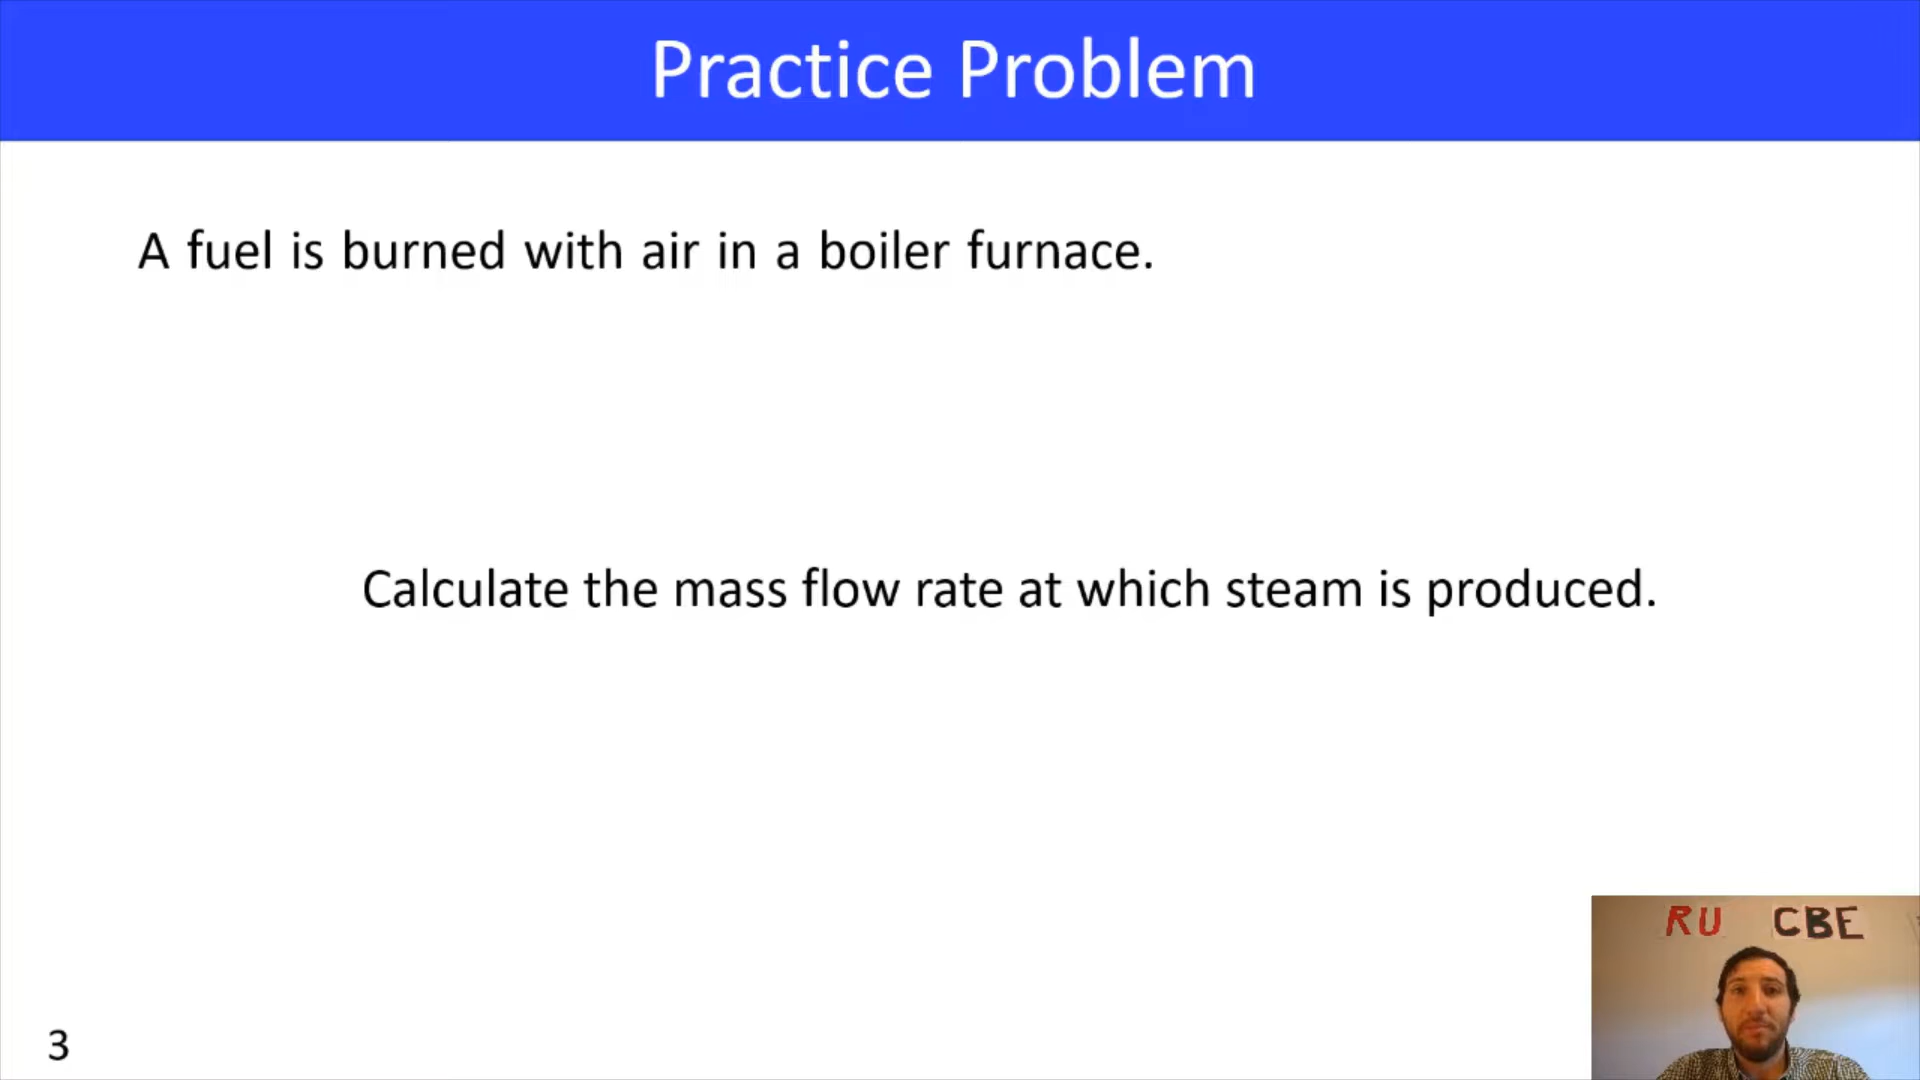 Practice Problem
A fuel is burned with air in a boiler furnace.
Calculate the mass flow rate at which steam is produced.
RU CBE
3